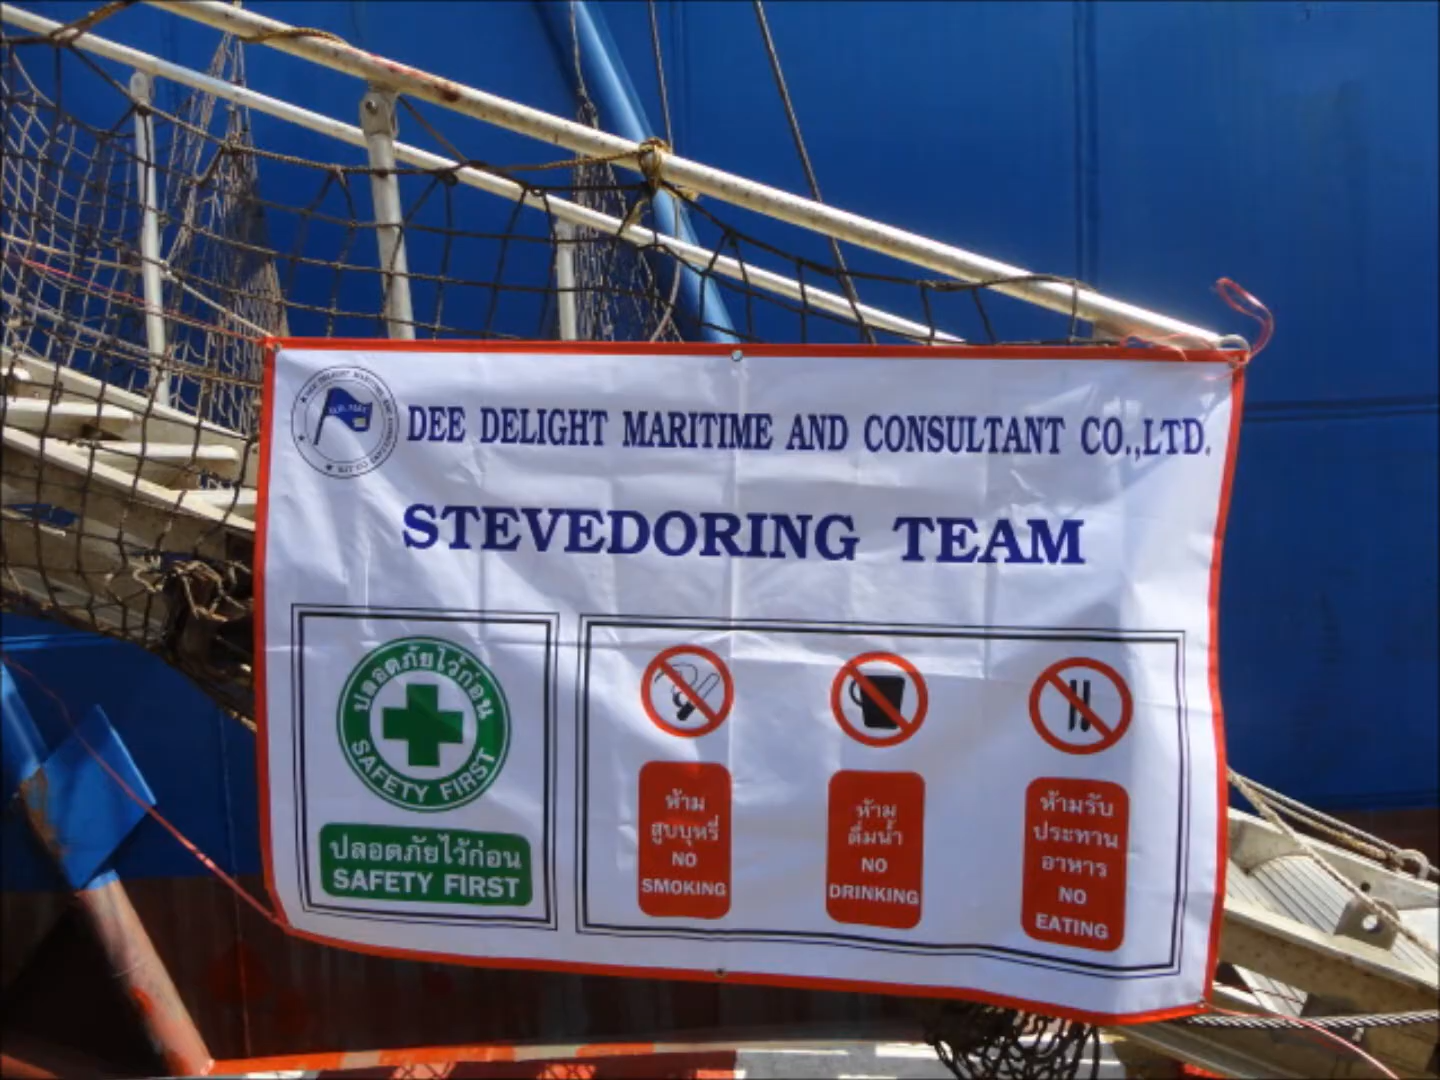 DEE DELIGHT MARITIME AND CONSULTANT CO.,LTD.
STEVEDORING TEAM
ปลอดภัยไว้ก่อน
SAFETY FIRST
ปลอดภัยไว้ก่อน
SAFETY FIRST
ห้าม
สูบบุหรี่
NO
SMOKING
ห้าม
ดื่มน้ำ
NO
DRINKING
ห้ามรับ
ประทาน
อาหาร
NO
EATING